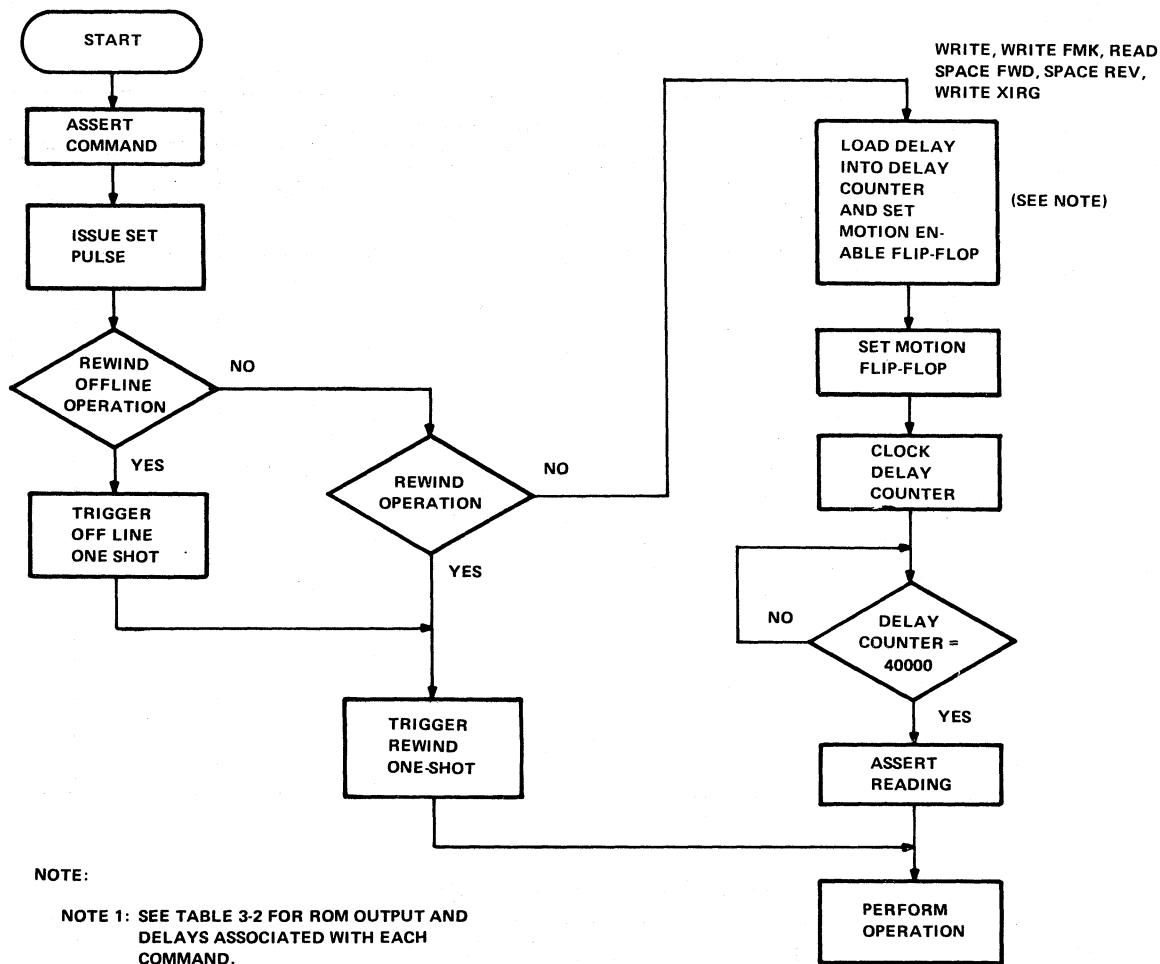 START
ASSERT
COMMAND
ISSUE SET
PULSE
REWIND
OFFLINE
OPERATION
NO
YES
TRIGGER
OFF LINE
ONE SHOT
REWIND
OPERATION
NO
YES
TRIGGER
REWIND
ONE-SHOT
WRITE, WRITE FMK, READ
SPACE FWD, SPACE REV,
WRITE XIRG
LOAD DELAY
INTO DELAY
COUNTER
AND SET
MOTION EN-
ABLE FLIP-FLOP
(SEE NOTE)
SET MOTION
FLIP-FLOP
CLOCK
DELAY
COUNTER
NO
DELAY
COUNTER =
40000
YES
ASSERT
READING
PERFORM
OPERATION
NOTE:
NOTE 1: SEE TABLE 3-2 FOR ROM OUTPUT AND
DELAYS ASSOCIATED WITH EACH
COMMAND.